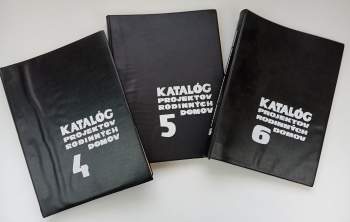 KATALÓG
PROJEKTOV
RODINNÝCH
DOMOV
4
KATALÓG
PROJEKTOV
RODINNÝCH
DOMOV
5
KATALÓG
PROJEKTOV
RODINNÝCH
DOMOV
6